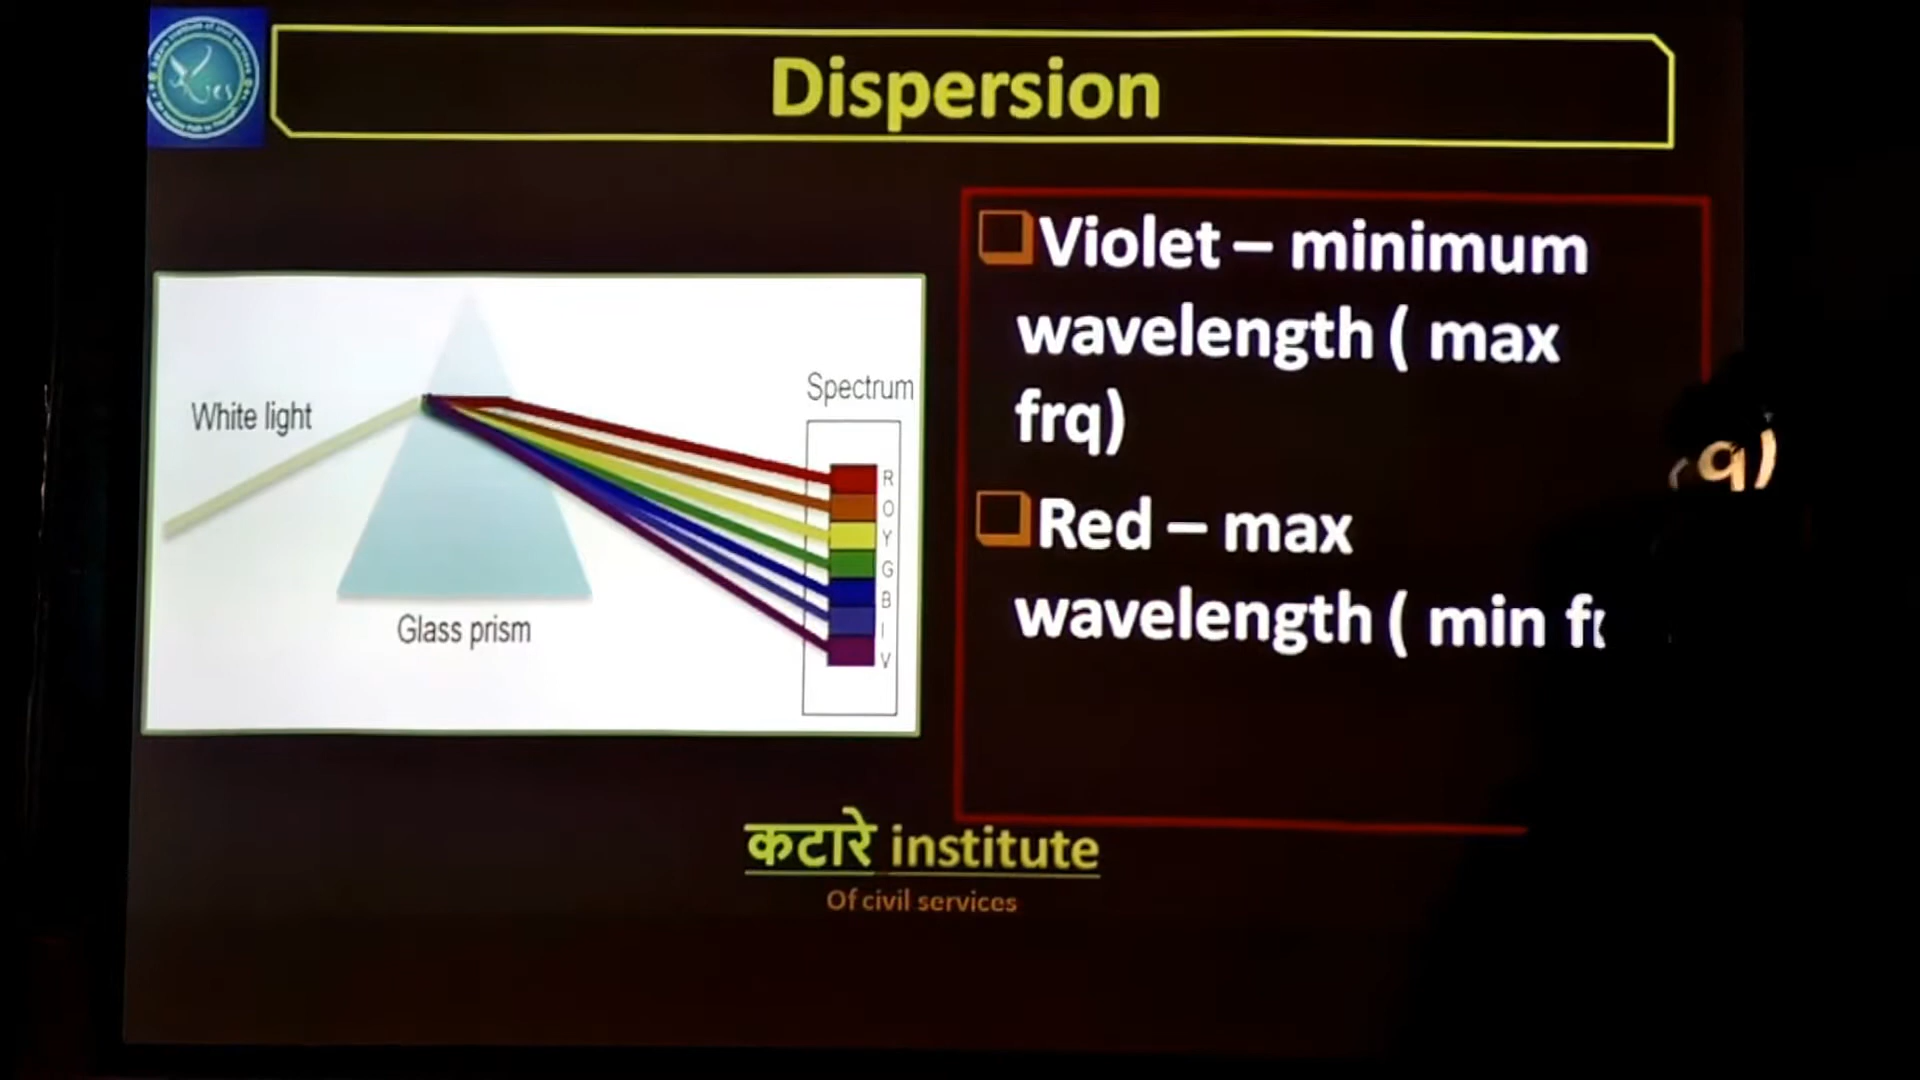 Dispersion
Violet – minimum
wavelength ( max
frq)
Red – max
wavelength ( min
q)
White light
Spectrum
R
O
Y
G
B
I
V
Glass prism
कटारे institute
Of civil services